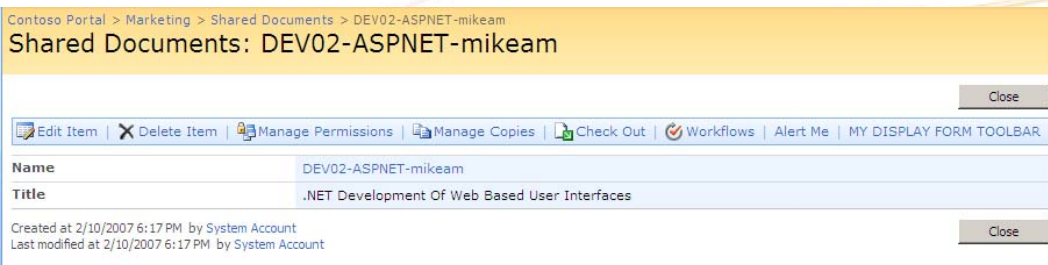 Contoso Portal > Marketing > Shared Documents > DEV02-ASPNET-mikeam
Shared Documents: DEV02-ASPNET-mikeam
Close
Edit Item | Delete Item | Manage Permissions | Manage Copies | Check Out | Workflows | Alert Me | MY DISPLAY FORM TOOLBAR
Name DEV02-ASPNET-mikeam
Title .NET Development Of Web Based User Interfaces
Created at 2/10/2007 6:17 PM by System Account
Last modified at 2/10/2007 6:17 PM by System Account
Close